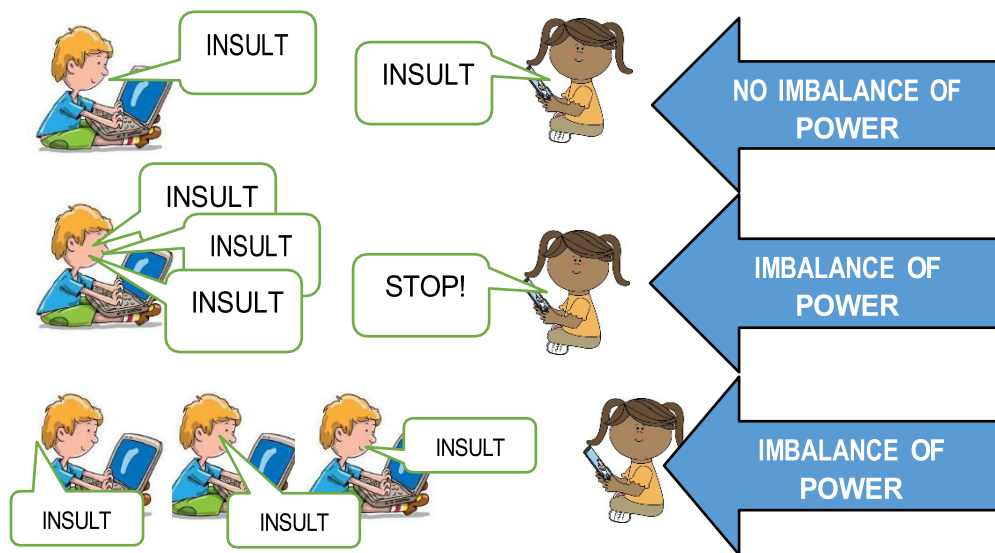 INSULT
INSULT
NO IMBALANCE OF
POWER
INSULT
INSULT
INSULT
STOP!
IMBALANCE OF
POWER
INSULT
INSULT
INSULT
IMBALANCE OF
POWER